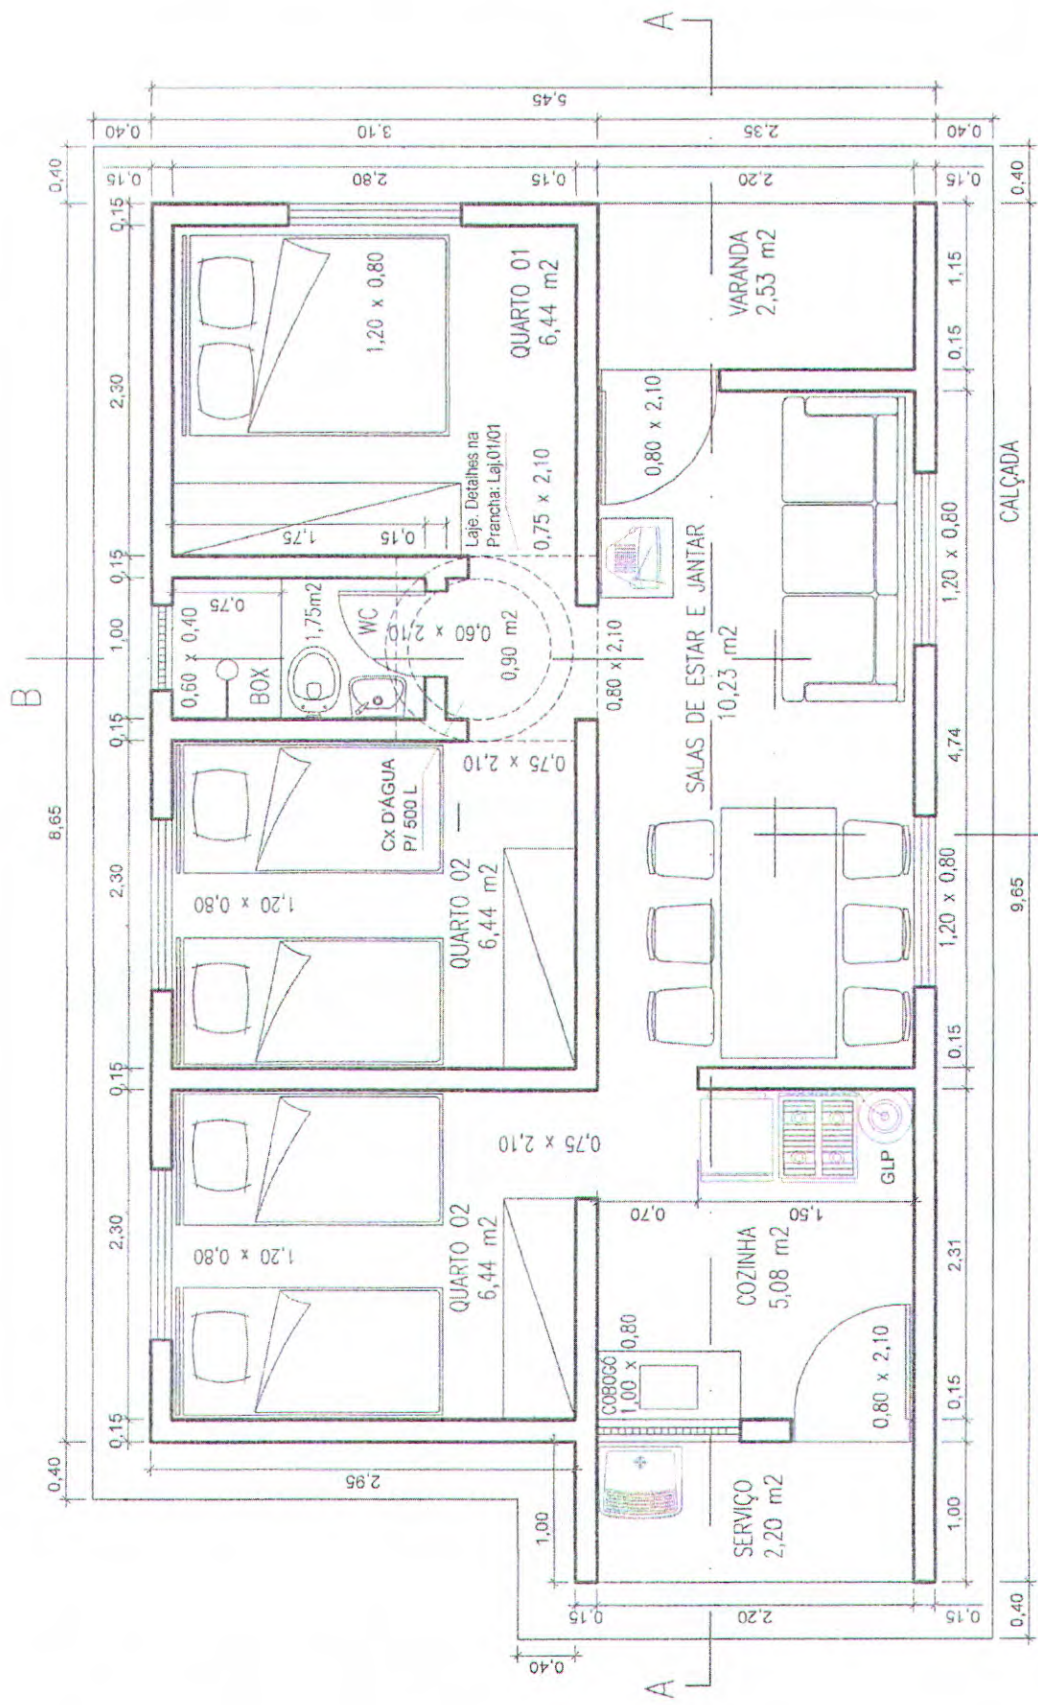 B
A
A
8,65
0,40
0,15
2,30
0,15
2,30
0,15
1,00
0,15
2,30
0,15
0,40
0,40
0,15
2,80
0,15
2,20
0,15
0,40
3,10
2,35
0,40
5,45
1,20 x 0,80
QUARTO 02
6,44 m2
1,20 x 0,80
QUARTO 02
6,44 m2
CX D'ÁGUA
P/ 500 L
0,60 x 0,40
BOX
0,75
1,75m2
WC
0,60 x 2,10
0,90 m2
1,75
0,15
1,20 x 0,80
QUARTO 01
6,44 m2
Laje. Detalhes na
Prancha: Laj.01/01
0,75 x 2,10
0,75 x 2,10
0,75 x 2,10
0,80 x 2,10
2,95
1,00
0,40
0,15
2,20
0,15
COBOGÓ
1,00 x 0,80
SERVIÇO
2,20 m2
COZINHA
5,08 m2
0,80 x 2,10
0,70
1,50
GLP
SALAS DE ESTAR E JANTAR
10,23 m2
0,80 x 2,10
VARANDA
2,53 m2
1,20 x 0,80
1,20 x 0,80
0,40
1,00
0,15
2,31
0,15
4,74
0,15
1,15
0,40
CALÇADA
9,65